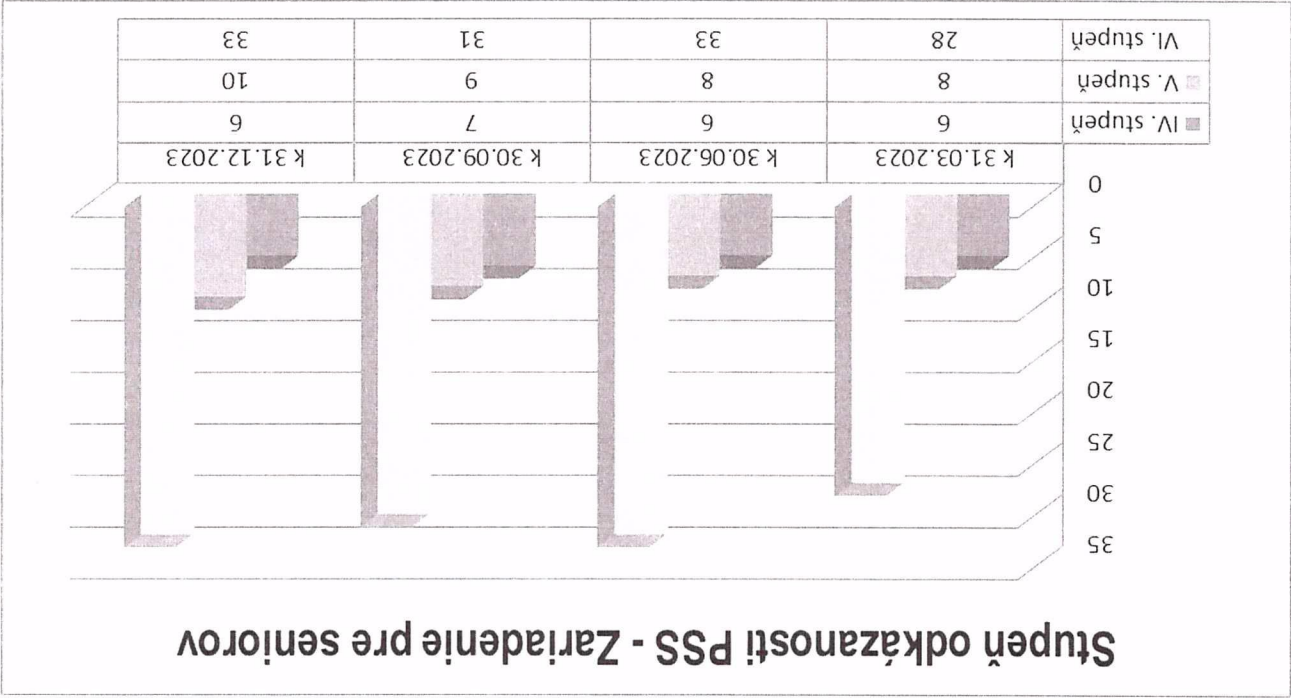 Stupeň odkázanosti PSS - Zariadenie pre seniorov
35
30
25
20
15
10
5
0
k 31.03.2023 k 30.06.2023 k 30.09.2023 k 31.12.2023
IV. stupeň 6 6 7 6
V. stupeň 8 8 9 10
VI. stupeň 28 33 31 33